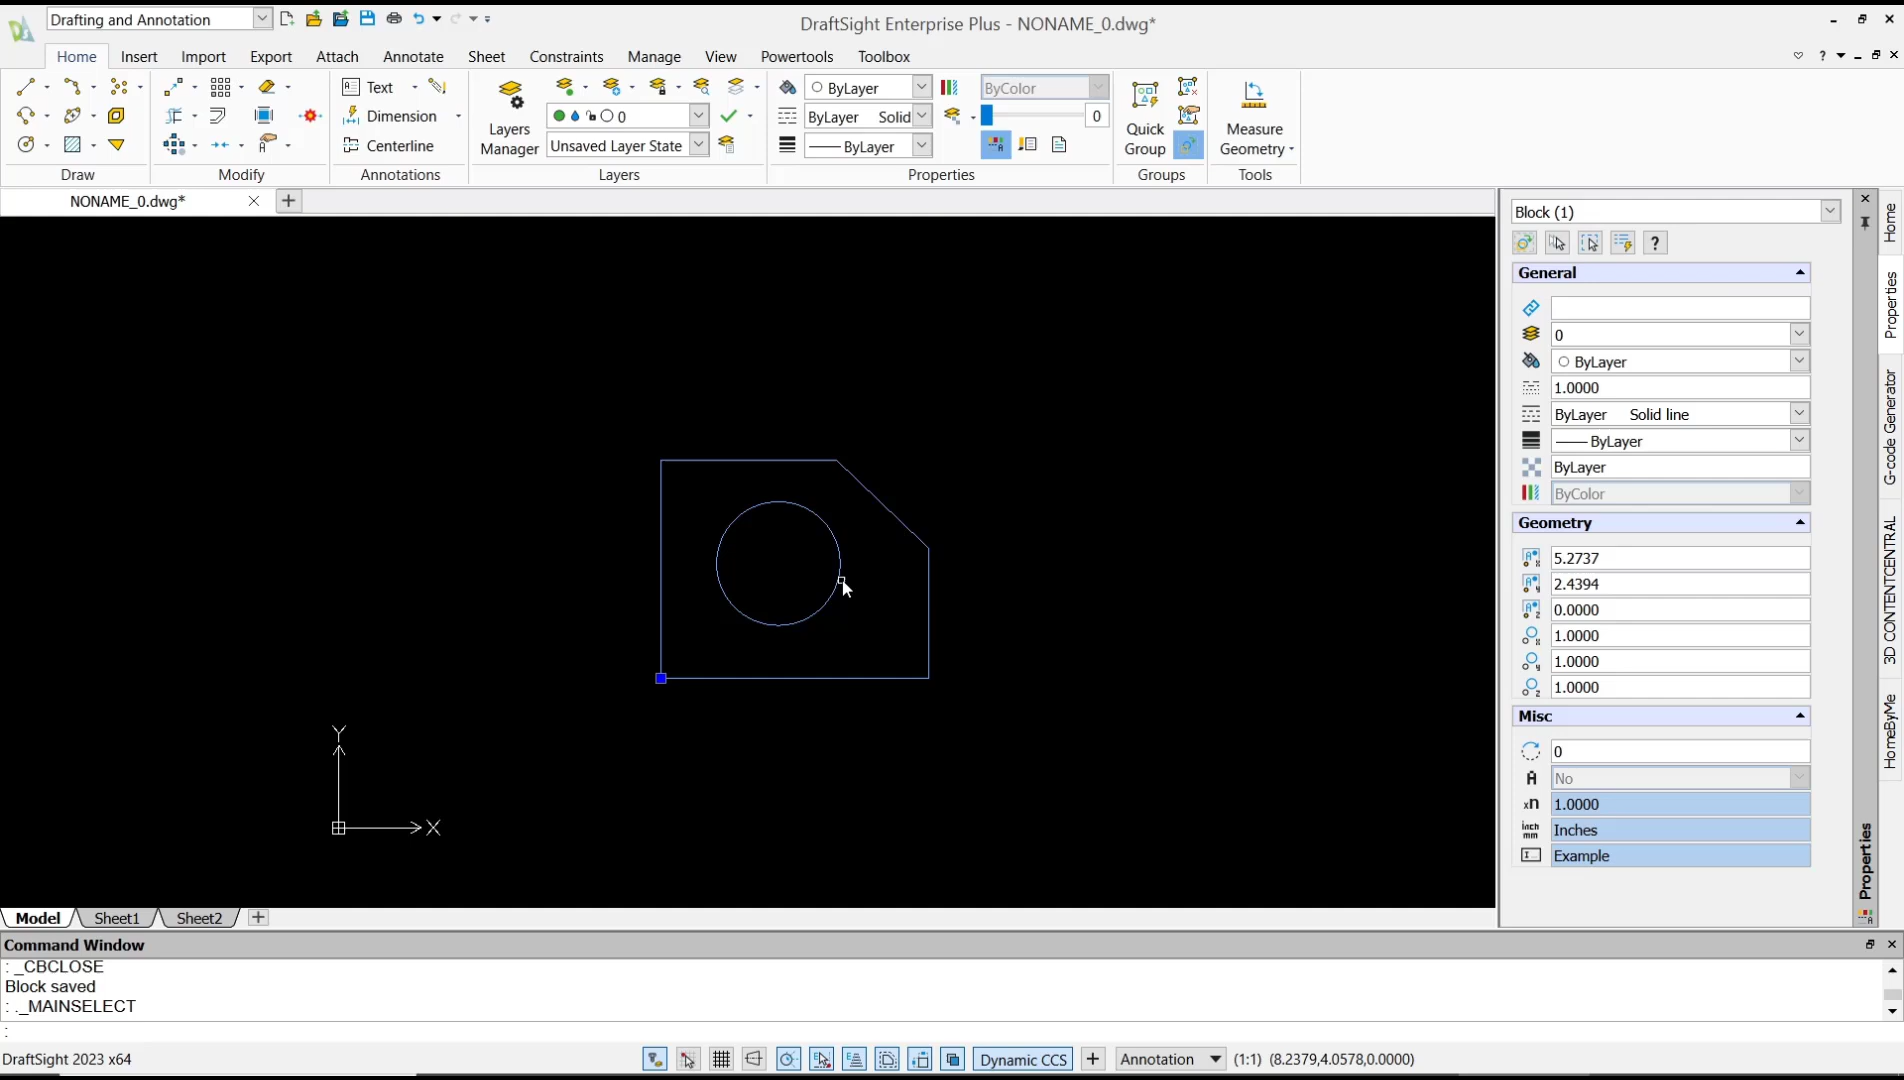 Drafting and Annotation
DraftSight Enterprise Plus - NONAME_0.dwg*
Home
Insert
Import
Export
Attach
Annotate
Sheet
Constraints
Manage
View
Powertools
Toolbox
?
Draw
Modify
Text
Dimension
Centerline
Annotations
Layers
Manager
0
Unsaved Layer State
Layers
ByLayer
ByLayer Solid
ByLayer
ByColor
0
Properties
Quick
Group
Groups
Measure
Geometry
Tools
NONAME_0.dwg*
Y
X
Block (1)
?
General
0
ByLayer
1.0000
ByLayer Solid line
ByLayer
ByLayer
ByColor
Geometry
5.2737
2.4394
0.0000
1.0000
1.0000
1.0000
Misc
0
No
xn 1.0000
inch
mm
Inches
Example
Properties
Home
Properties
G-code Generator
3D CONTENTCENTRAL
HomeByMe
Model
Sheet1
Sheet2
Command Window
: _CBCLOSE
Block saved
: ._MAINSELECT
:
DraftSight 2023 x64
Dynamic CCS
Annotation
(1:1)
(8.2379,4.0578,0.0000)